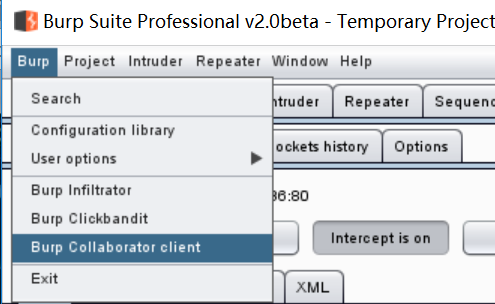 Burp Suite Professional v2.0beta - Temporary Project
Burp Project Intruder Repeater Window Help
Search
Configuration library
User options
Burp Infiltrator
Burp Clickbandit
Burp Collaborator client
Exit
ntruder Repeater Sequenc
ockets history Options
36:80
Intercept is on
XML